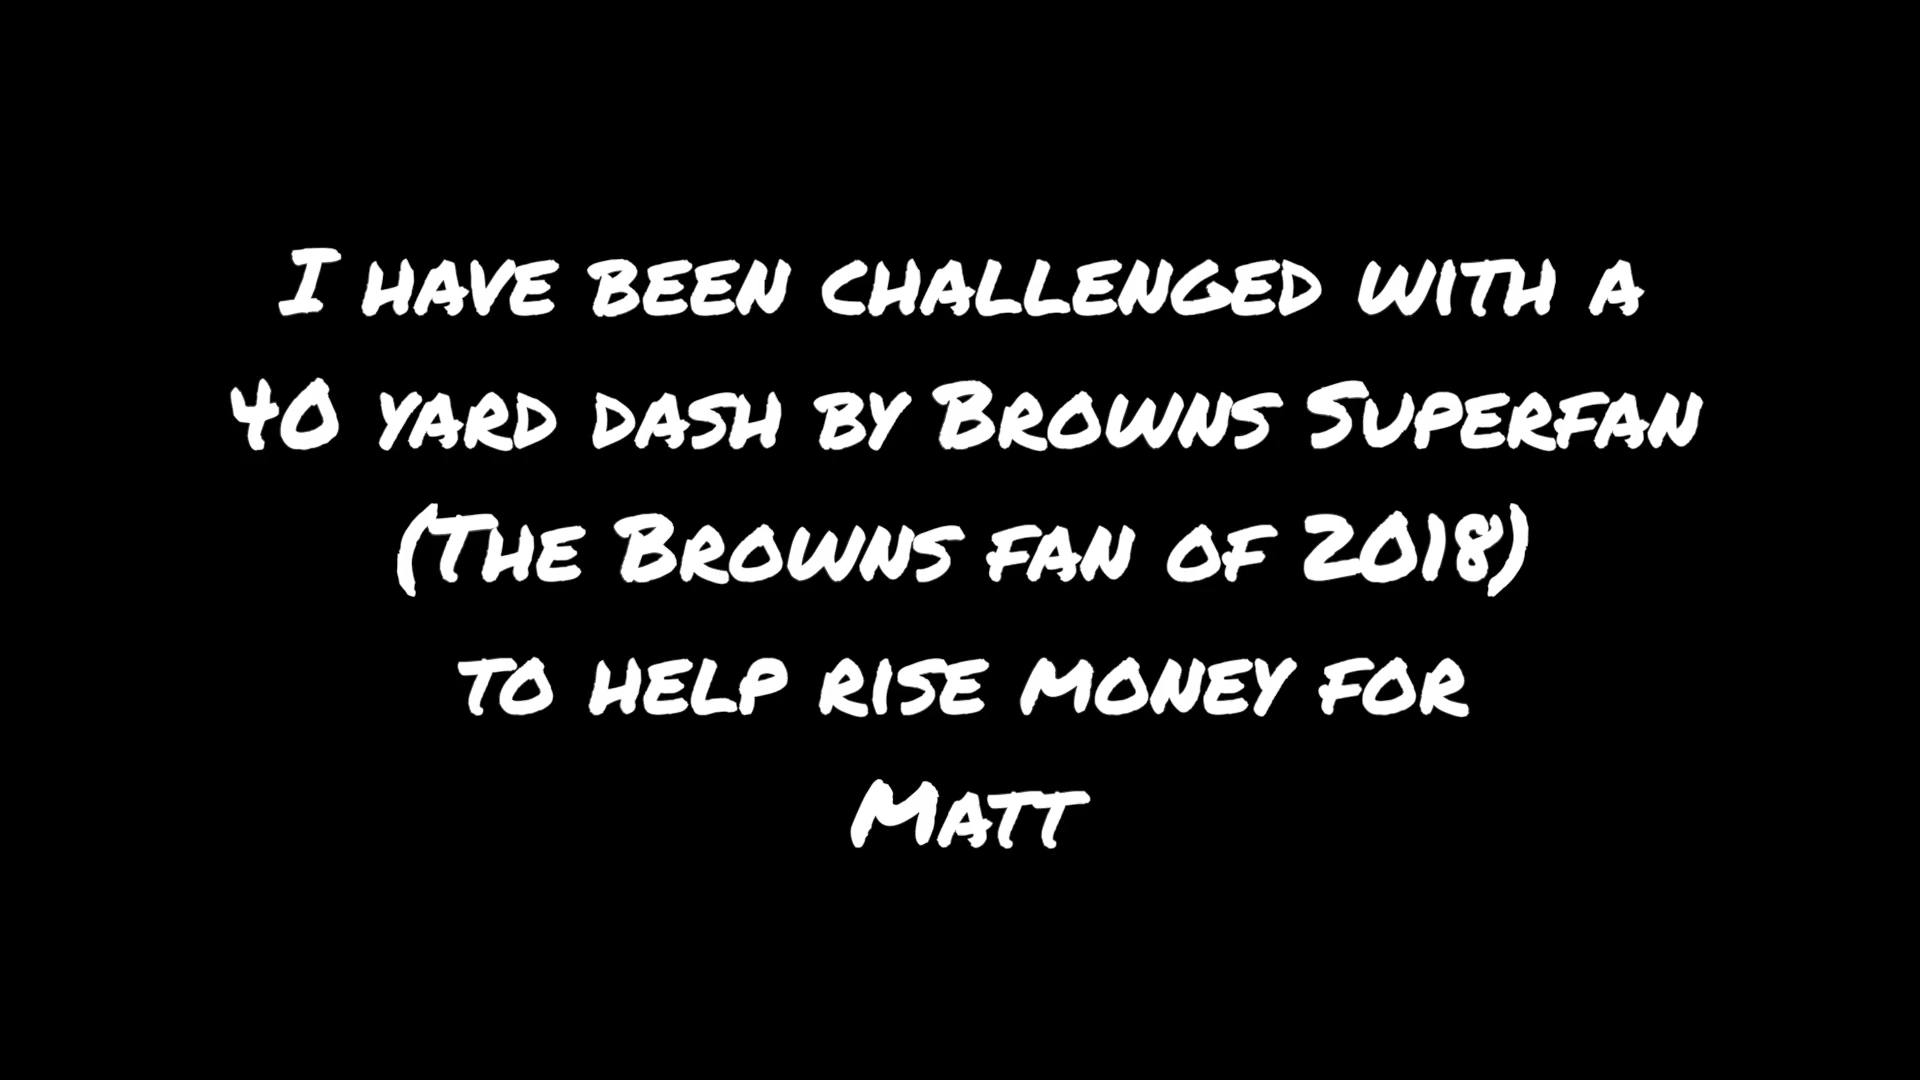 I have been challenged with a
40 yard dash by Browns Superfan
(The Browns fan of 2018)
to help rise money for
Matt